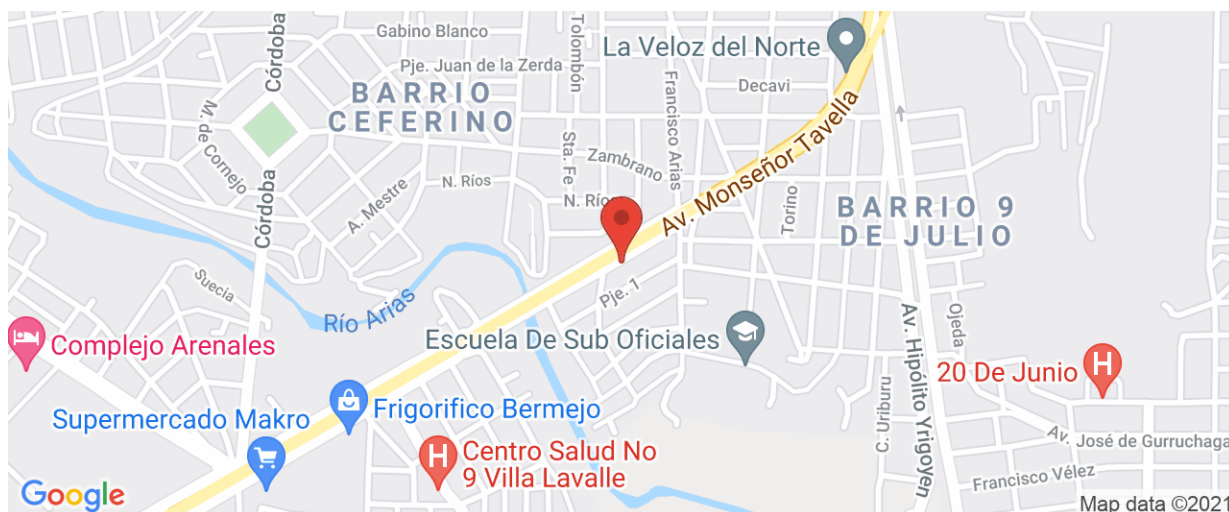 Gabino Blanco
Córdoba
Tolombón
La Veloz del Norte
Pje. Juan de la Zerda
Decavi
BARRIO
CEFERINO
M. de Cornejo
Francisco Arias
Sta. Fe
Zambrano
Av. Monseñor Tavella
N. Ríos
N. Ríos
A. Mestre
Córdoba
Torino
BARRIO 9
DE JULIO
Suecia
Río Arias
Pje. 1
Complejo Arenales
Escuela De Sub Oficiales
Av. Hipólito Yrigoyen
Ojeda
20 De Junio
Supermercado Makro
Frigorifico Bermejo
C. Uriburu
Av. José de Gurruchaga
Centro Salud No
9 Villa Lavalle
Francisco Vélez
Google
Map data ©2021